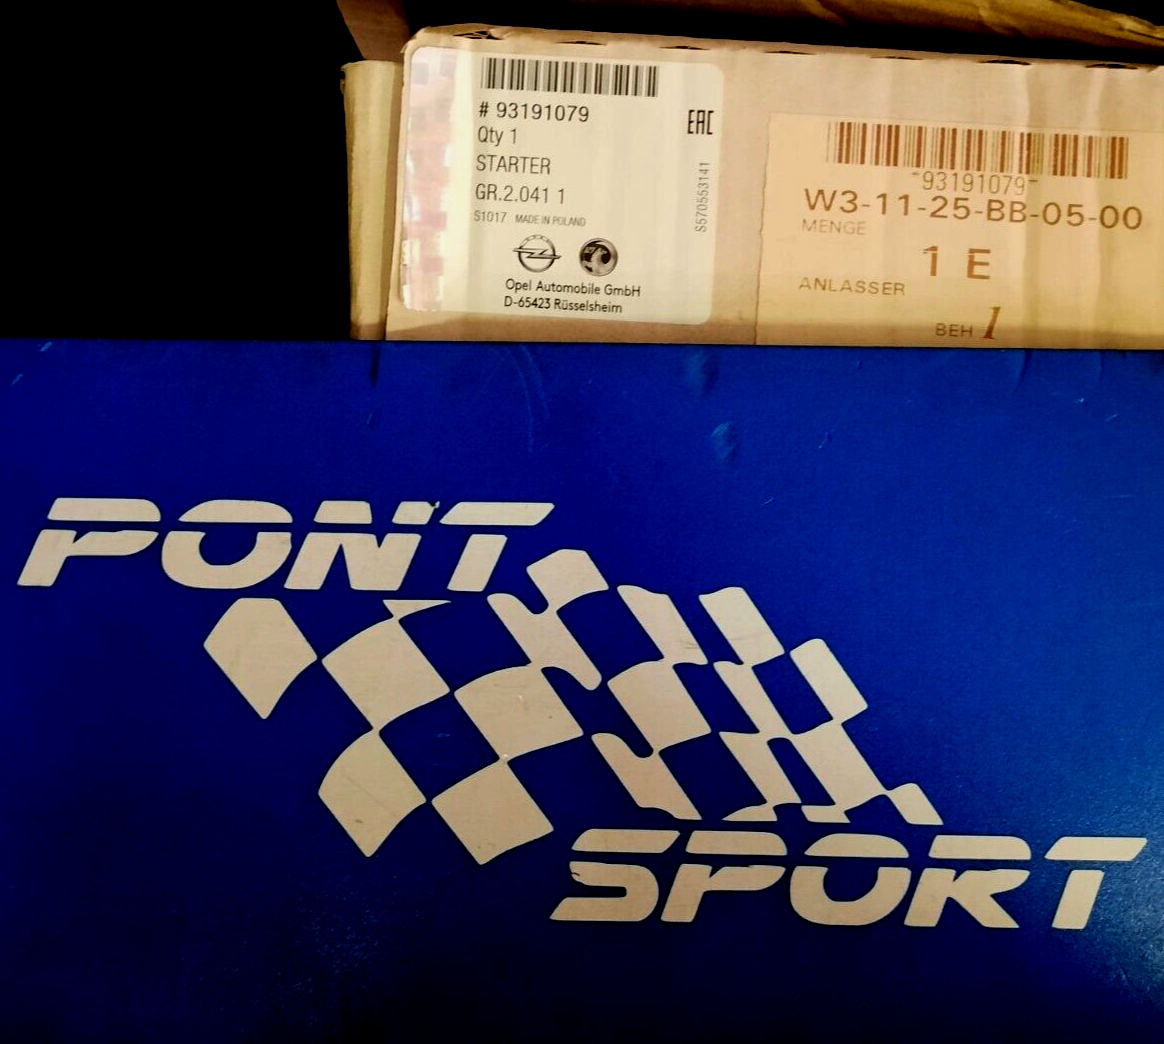 # 93191079
Qty 1
STARTER
GR.2.041 1
S1017 MADE IN POLAND
Opel Automobile GmbH
D-65423 Rüsselsheim
EAC
S570553141
93191079
W3-11-25-BB-05-00
MENGE
1 E
ANLASSER
BEH 1
PONT
SPORT